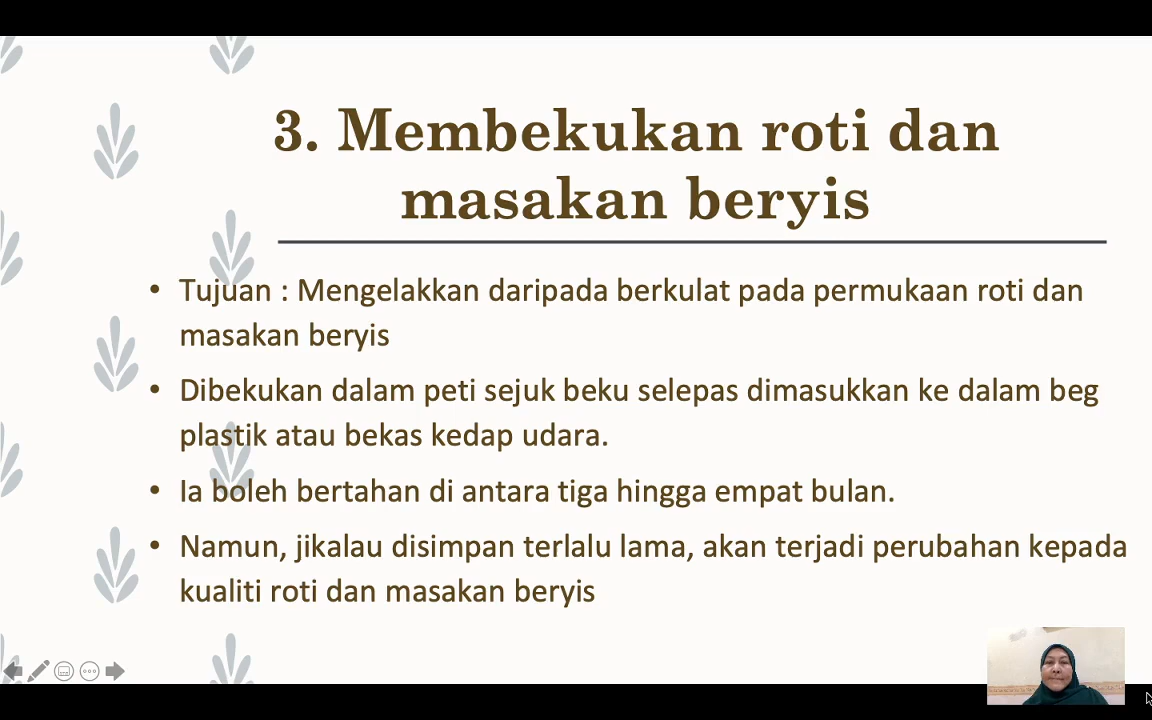 3. Membekukan roti dan
masakan beryis
• Tujuan : Mengelakkan daripada berkulat pada permukaan roti dan
masakan beryis
• Dibekukan dalam peti sejuk beku selepas dimasukkan ke dalam beg
plastik atau bekas kedap udara.
• Ia boleh bertahan di antara tiga hingga empat bulan.
• Namun, jikalau disimpan terlalu lama, akan terjadi perubahan kepada
kualiti roti dan masakan beryis